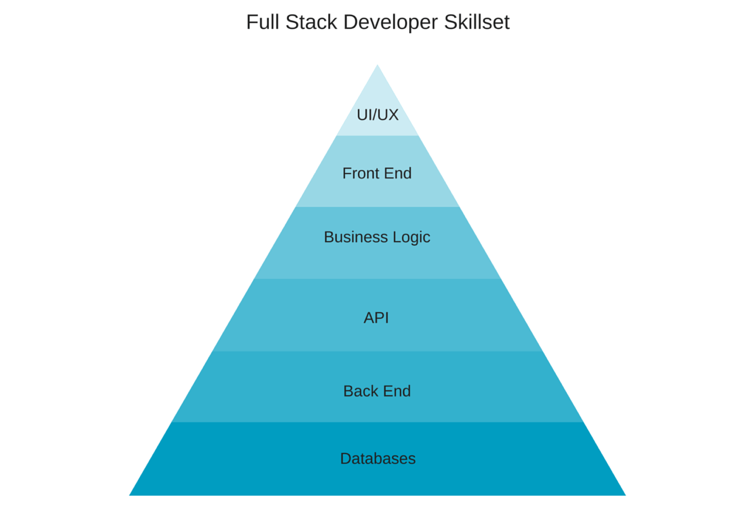 Full Stack Developer Skillset
UI/UX
Front End
Business Logic
API
Back End
Databases